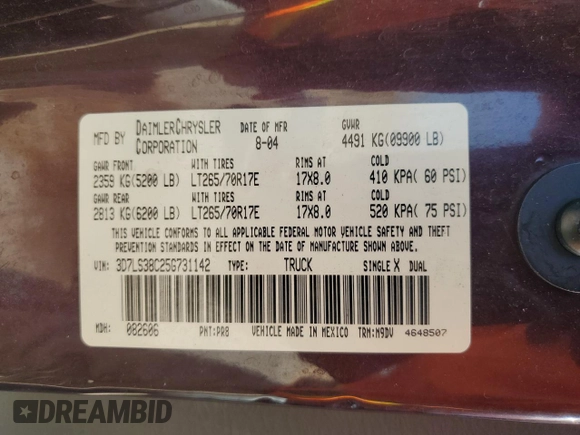 MFD BY DAIMLERCHRYSLER CORPORATION DATE OF MFR 8-04 GVWR 4491 KG(09900 LB)
GAWR FRONT WITH TIRES RIMS AT COLD
2359 KG(5200 LB) LT265/70R17E 17X8.0 410 KPA( 60 PSI)
GAWR REAR WITH TIRES RIMS AT COLD
2813 KG(6200 LB) LT265/70R17E 17X8.0 520 KPA( 75 PSI)
THIS VEHICLE CONFORMS TO ALL APPLICABLE FEDERAL MOTOR VEHICLE SAFETY AND THEFT
PREVENTION STANDARDS IN EFFECT ON THE DATE OF MANUFACTURE SHOWN ABOVE.
VIN: 3D7LS38C25G731142 TYPE: TRUCK SINGLE X DUAL
MDH: 082606 PNT:PR8 VEHICLE MADE IN MEXICO TRM:M9DV 4648507
DREAMBID